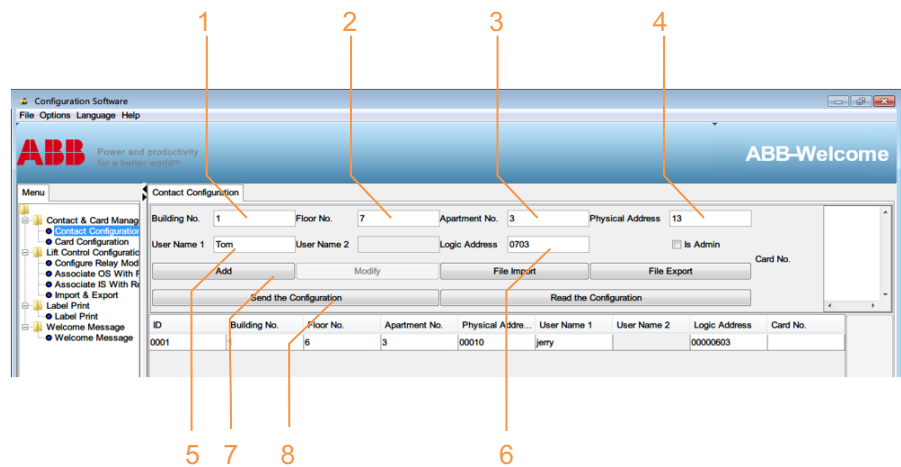 1 2 3 4
Configuration Software
File Options Language Help
ABB Power and productivity
for a better world™
ABB-Welcome
Menu
Contact & Card Manag
Contact Configuration
Card Configuration
Lift Control Configuratic
Configure Relay Mod
Associate OS With F
Associate IS With Re
Import & Export
Label Print
Label Print
Welcome Message
Welcome Message
Contact Configuration
Building No. 1 Floor No. 7 Apartment No. 3 Physical Address 13
User Name 1 Tom User Name 2 Logic Address 0703 Is Admin
Card No.
Add Modify File Import File Export
Send the Configuration Read the Configuration
ID Building No. Floor No. Apartment No. Physical Addre... User Name 1 User Name 2 Logic Address Card No.
0001 1 6 3 00010 jerry 00000603
5 7 8 6